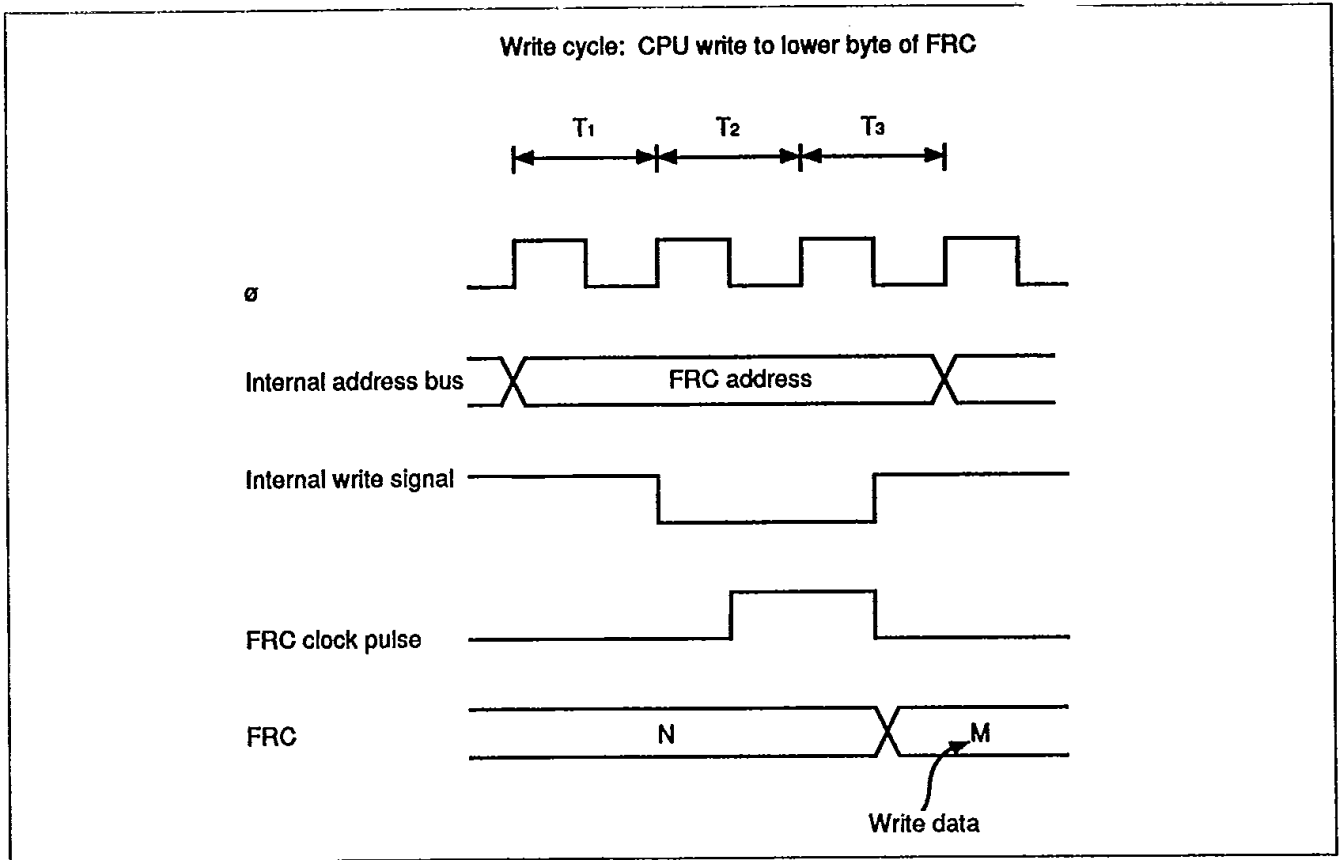 Write cycle: CPU write to lower byte of FRC
T1 T2 T3
ø
Internal address bus FRC address
Internal write signal
FRC clock pulse
FRC N M
Write data